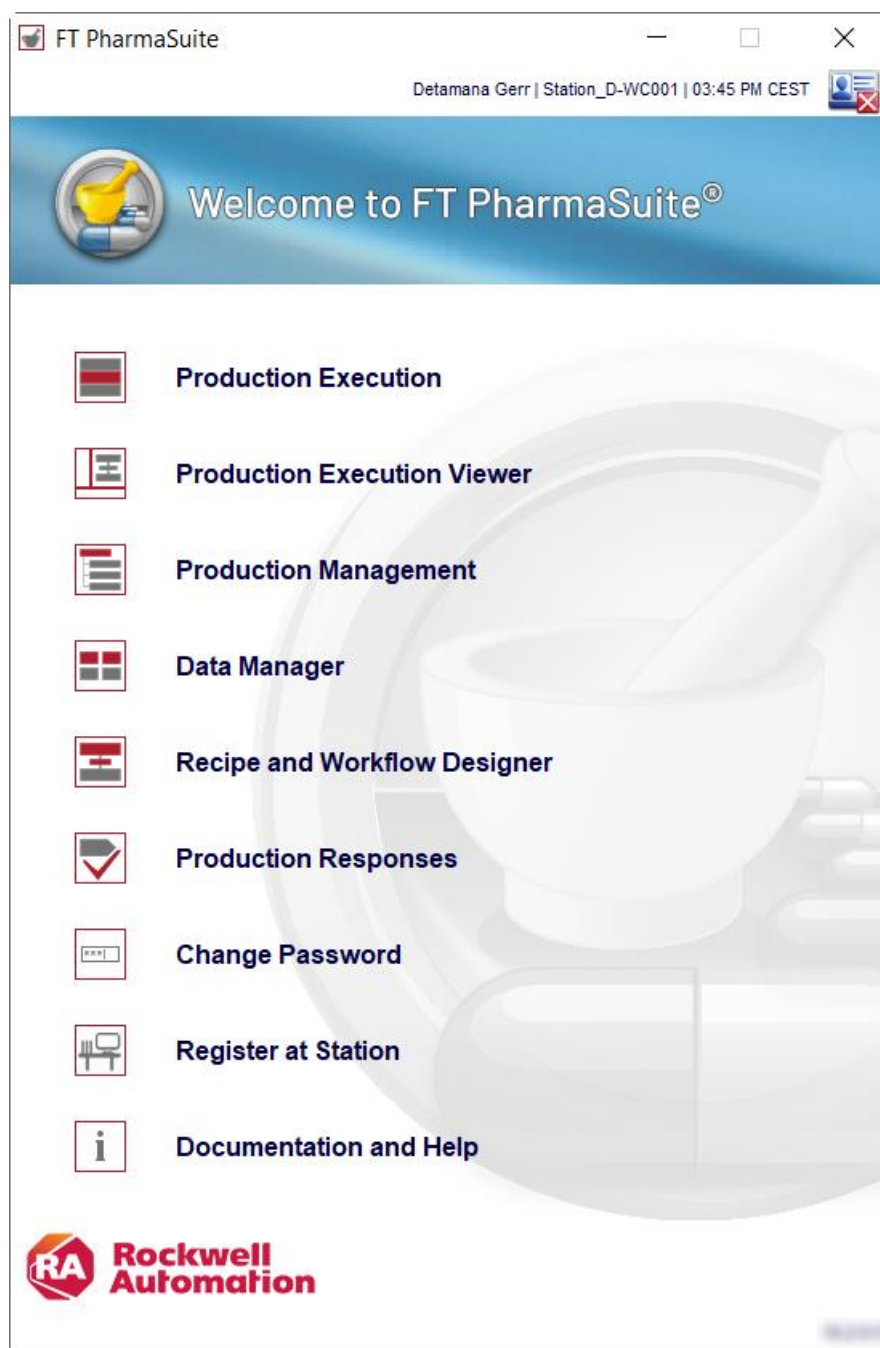 FT PharmaSuite
Detamana Gerr | Station_D-WC001 | 03:45 PM CEST
Welcome to FT PharmaSuite®
Production Execution
Production Execution Viewer
Production Management
Data Manager
Recipe and Workflow Designer
Production Responses
***|
Change Password
Register at Station
i
Documentation and Help
RA
Rockwell
Automation